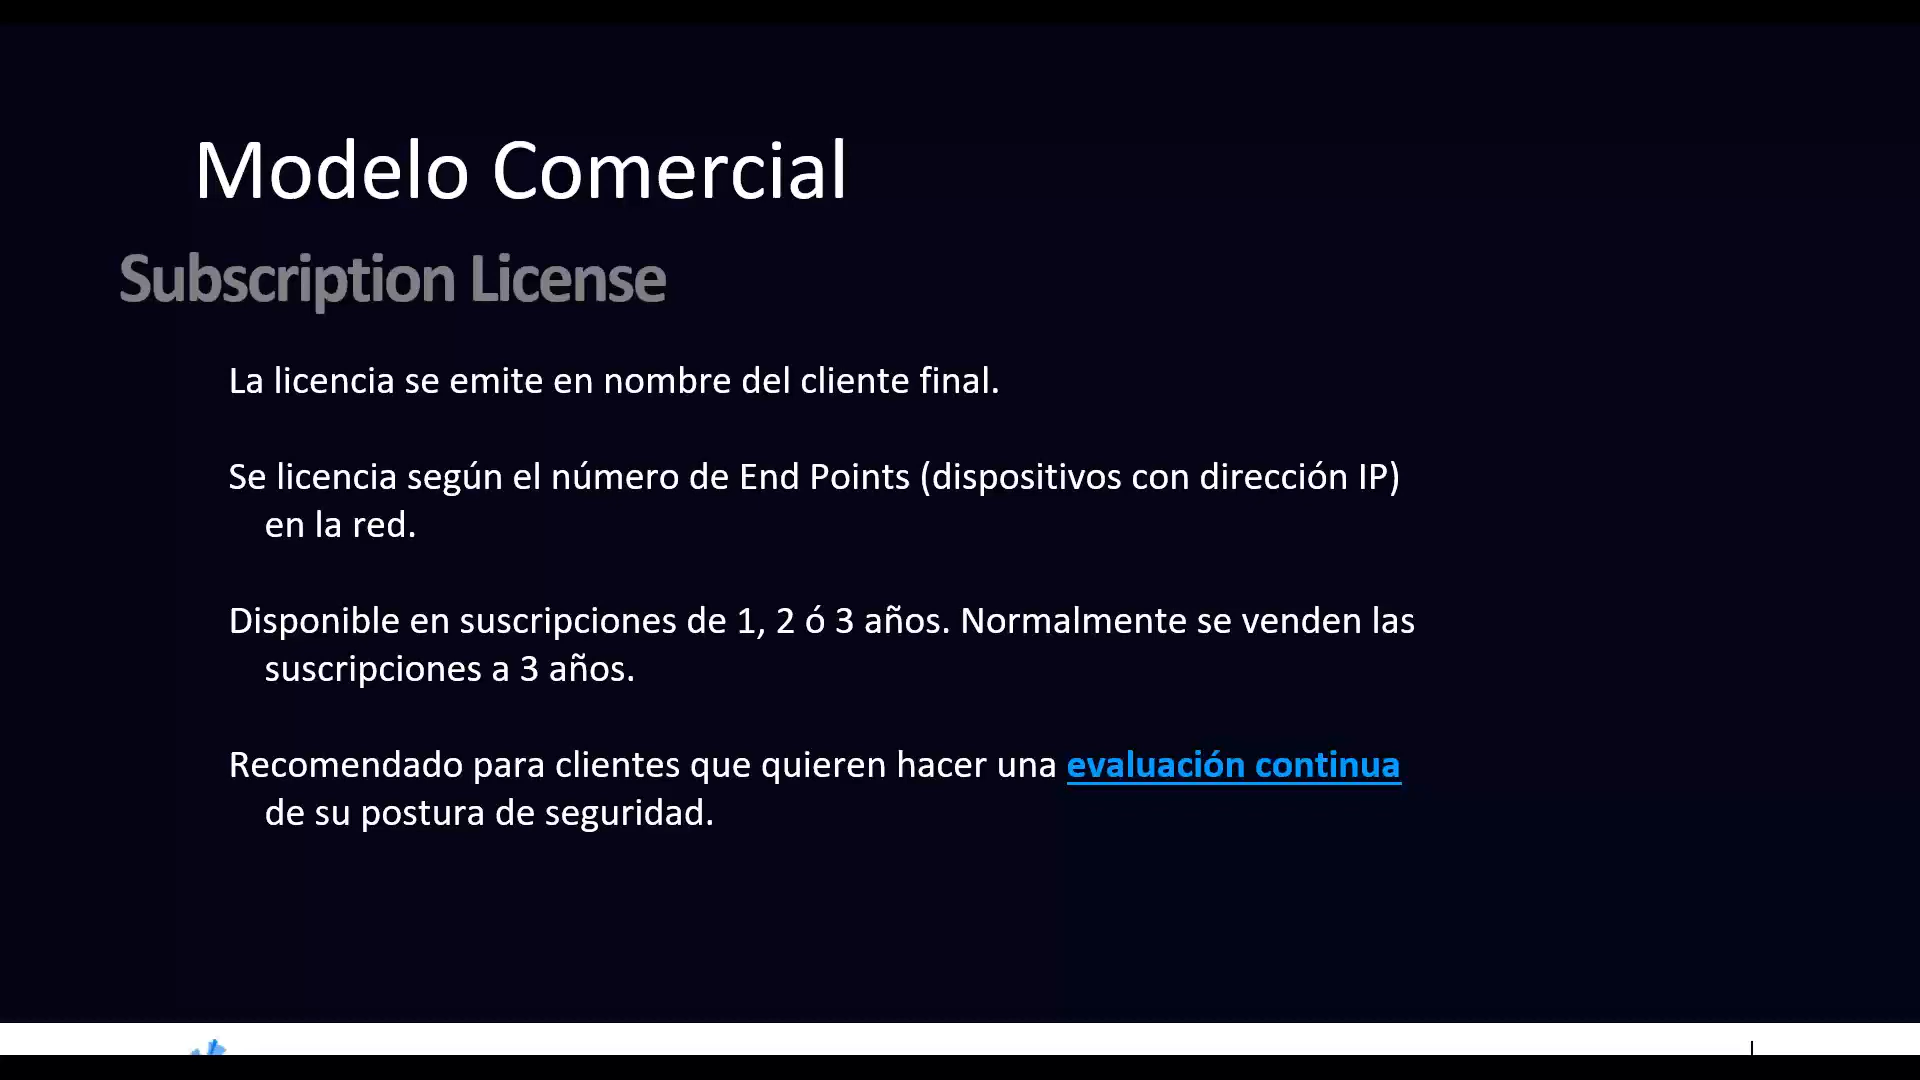 Modelo Comercial
Subscription License
La licencia se emite en nombre del cliente final.
Se licencia según el número de End Points (dispositivos con dirección IP)
en la red.
Disponible en suscripciones de 1, 2 ó 3 años. Normalmente se venden las
suscripciones a 3 años.
Recomendado para clientes que quieren hacer una evaluación continua
de su postura de seguridad.